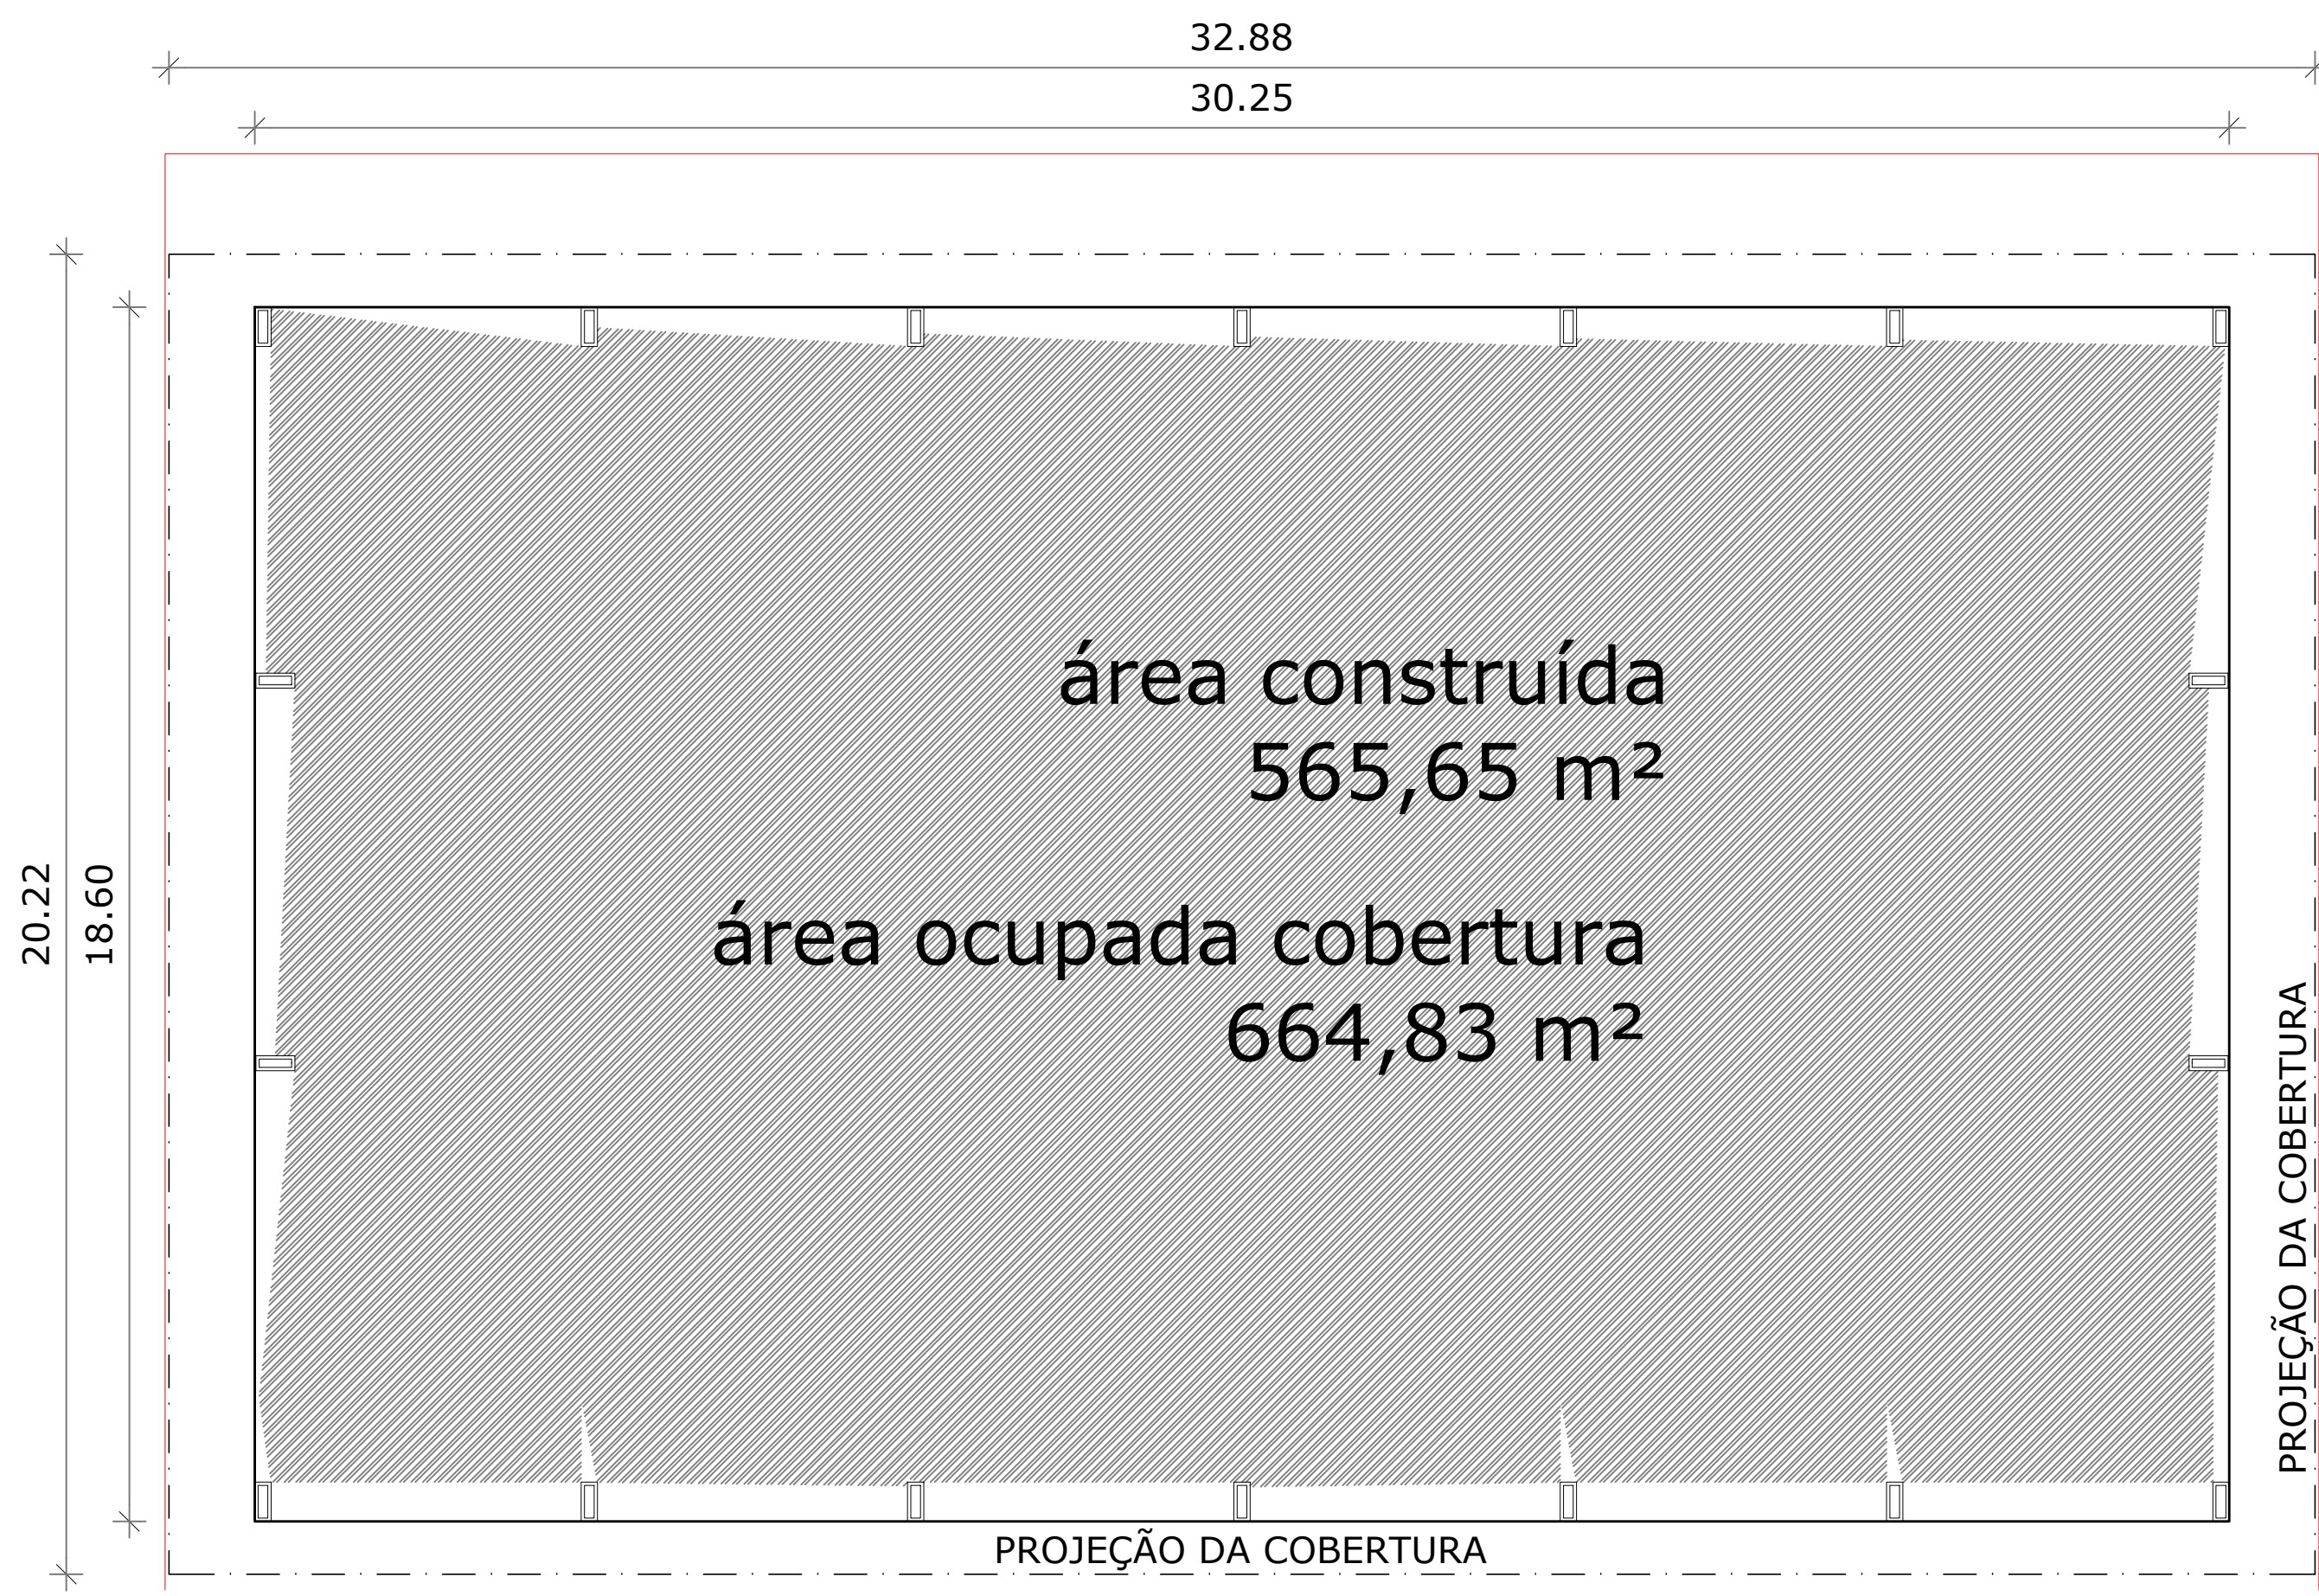 32.88
30.25
20.22
18.60
área construída
565,65 m²
área ocupada cobertura
664,83 m²
PROJEÇÃO DA COBERTURA
PROJEÇÃO DA COBERTURA